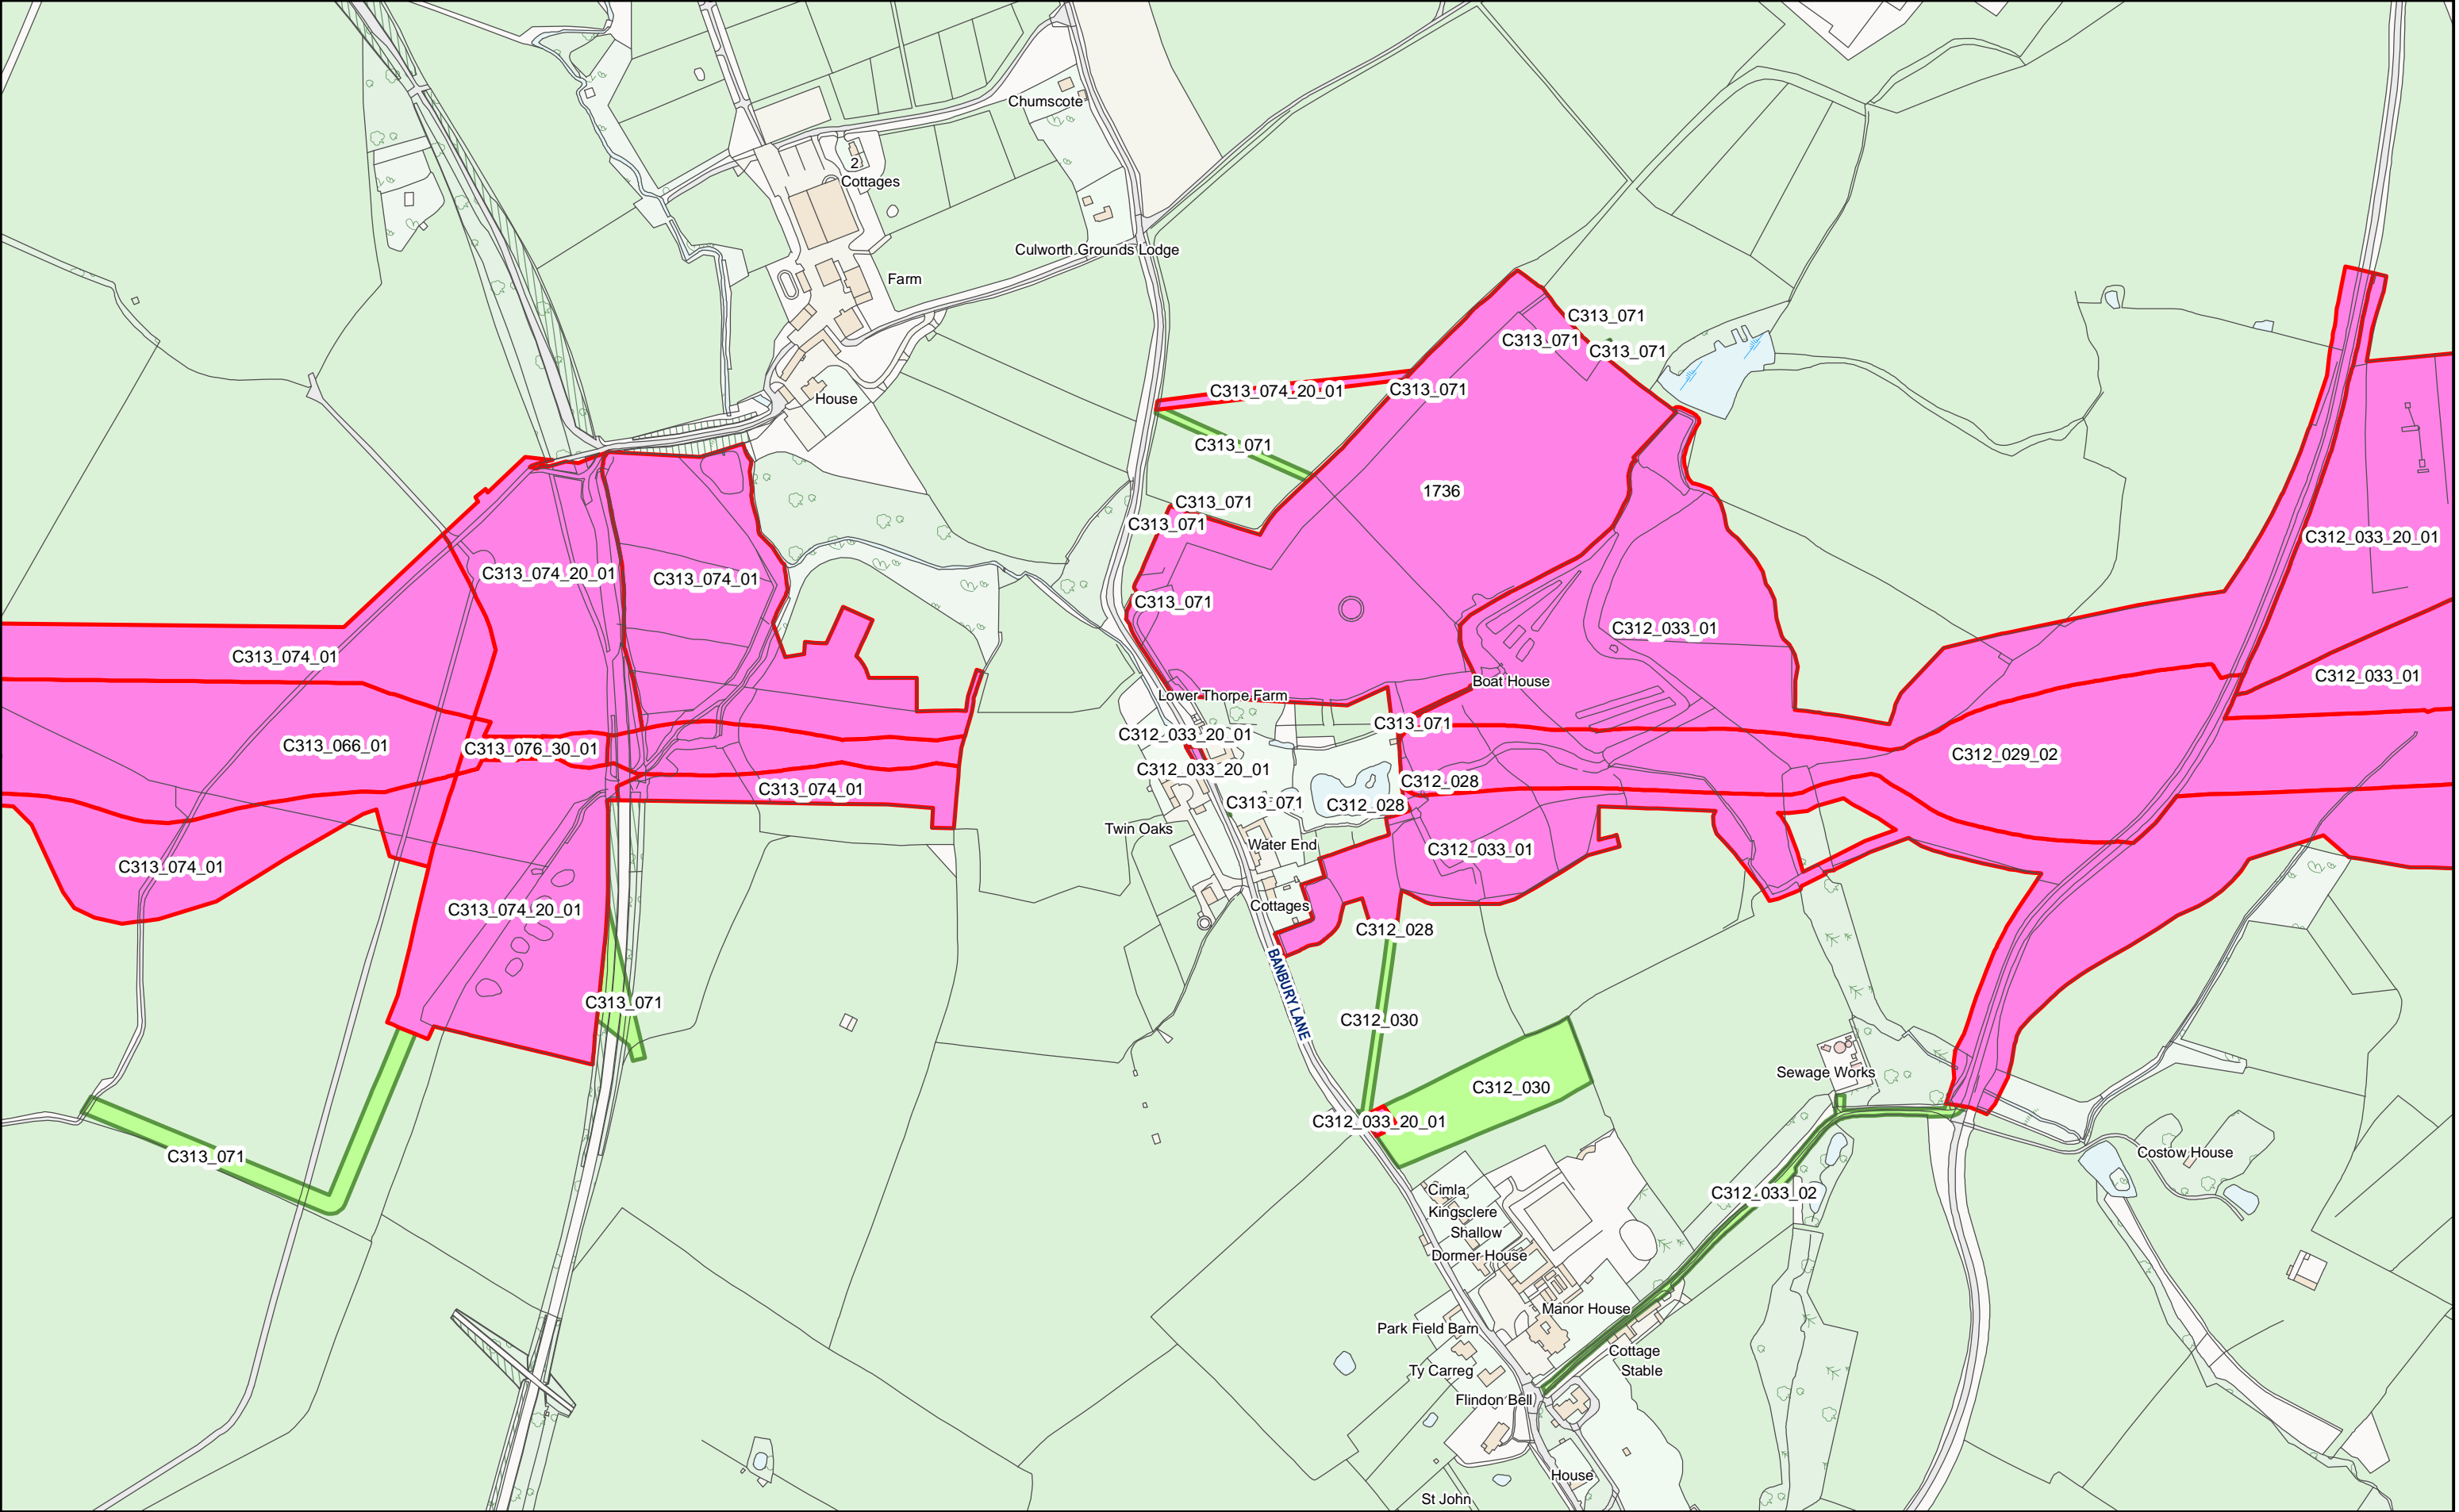 Chumscote
2
Cottages
Culworth Grounds Lodge
Farm
C313_071
C313_071
C313_071
C313_074_20_01
C313_071
House
C313_071
1736
C313_071
C313_071
C312_033_20_01
C313_074_20_01
C313_074_01
C313_071
C312_033_01
C313_074_01
C312_033_01
Boat House
Lower Thorpe Farm
C313_071
C312_033_20_01
C313_066_01
C313_076_30_01
C312_029_02
C312_033_20_01
C312_028
C313_074_01
C313_071
C312_028
Twin Oaks
Water End
C312_033_01
C313_074_01
Cottages
C313_074_20_01
C312_028
BANBURY LANE
C313_071
C312_030
Sewage Works
C312_030
C312_033_20_01
C313_071
Costow House
Cimla
C312_033_02
Kingsclere
Shallow
Dormer House
Manor House
Park Field Barn
Cottage
Ty Carreg
Stable
Flindon Bell
House
St John